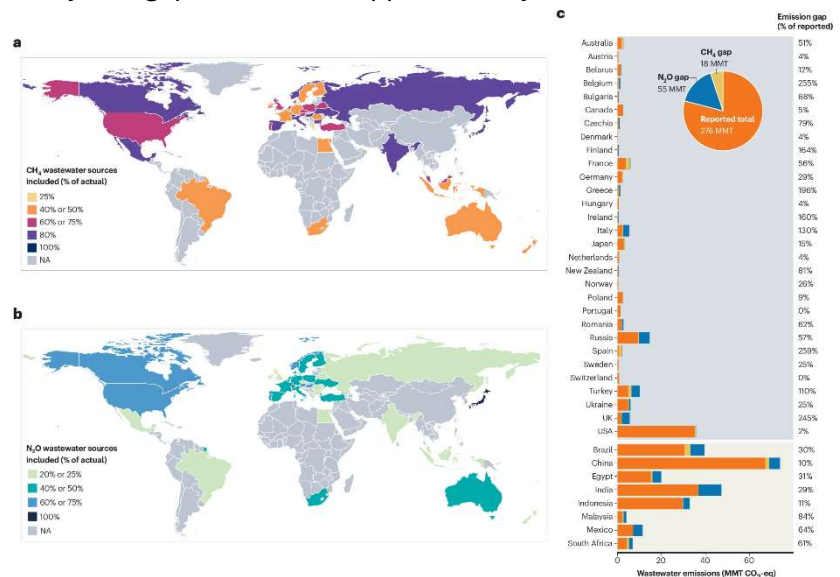 a
CH₄ wastewater sources
included (% of actual)
25%
40% or 50%
60% or 75%
80%
100%
NA
b
N₂O wastewater sources
included (% of actual)
20% or 25%
40% or 50%
60% or 75%
100%
NA
c
Emission gap
(% of reported)
CH₄ gap
18 MMT
N₂O gap
55 MMT
Reported total
276 MMT
Australia 51%
Austria 4%
Belarus 12%
Belgium 255%
Bulgaria 68%
Canada 5%
Czechia 79%
Denmark 4%
Finland 164%
France 56%
Germany 29%
Greece 196%
Hungary 4%
Ireland 160%
Italy 130%
Japan 15%
Netherlands 4%
New Zealand 81%
Norway 26%
Poland 9%
Portugal 0%
Romania 62%
Russia 57%
Spain 259%
Sweden 25%
Switzerland 0%
Turkey 110%
Ukraine 25%
UK 245%
USA 2%
Brazil 30%
China 10%
Egypt 31%
India 29%
Indonesia 11%
Malaysia 84%
Mexico 64%
South Africa 61%
0 20 40 60
Wastewater emissions (MMT CO₂-eq)